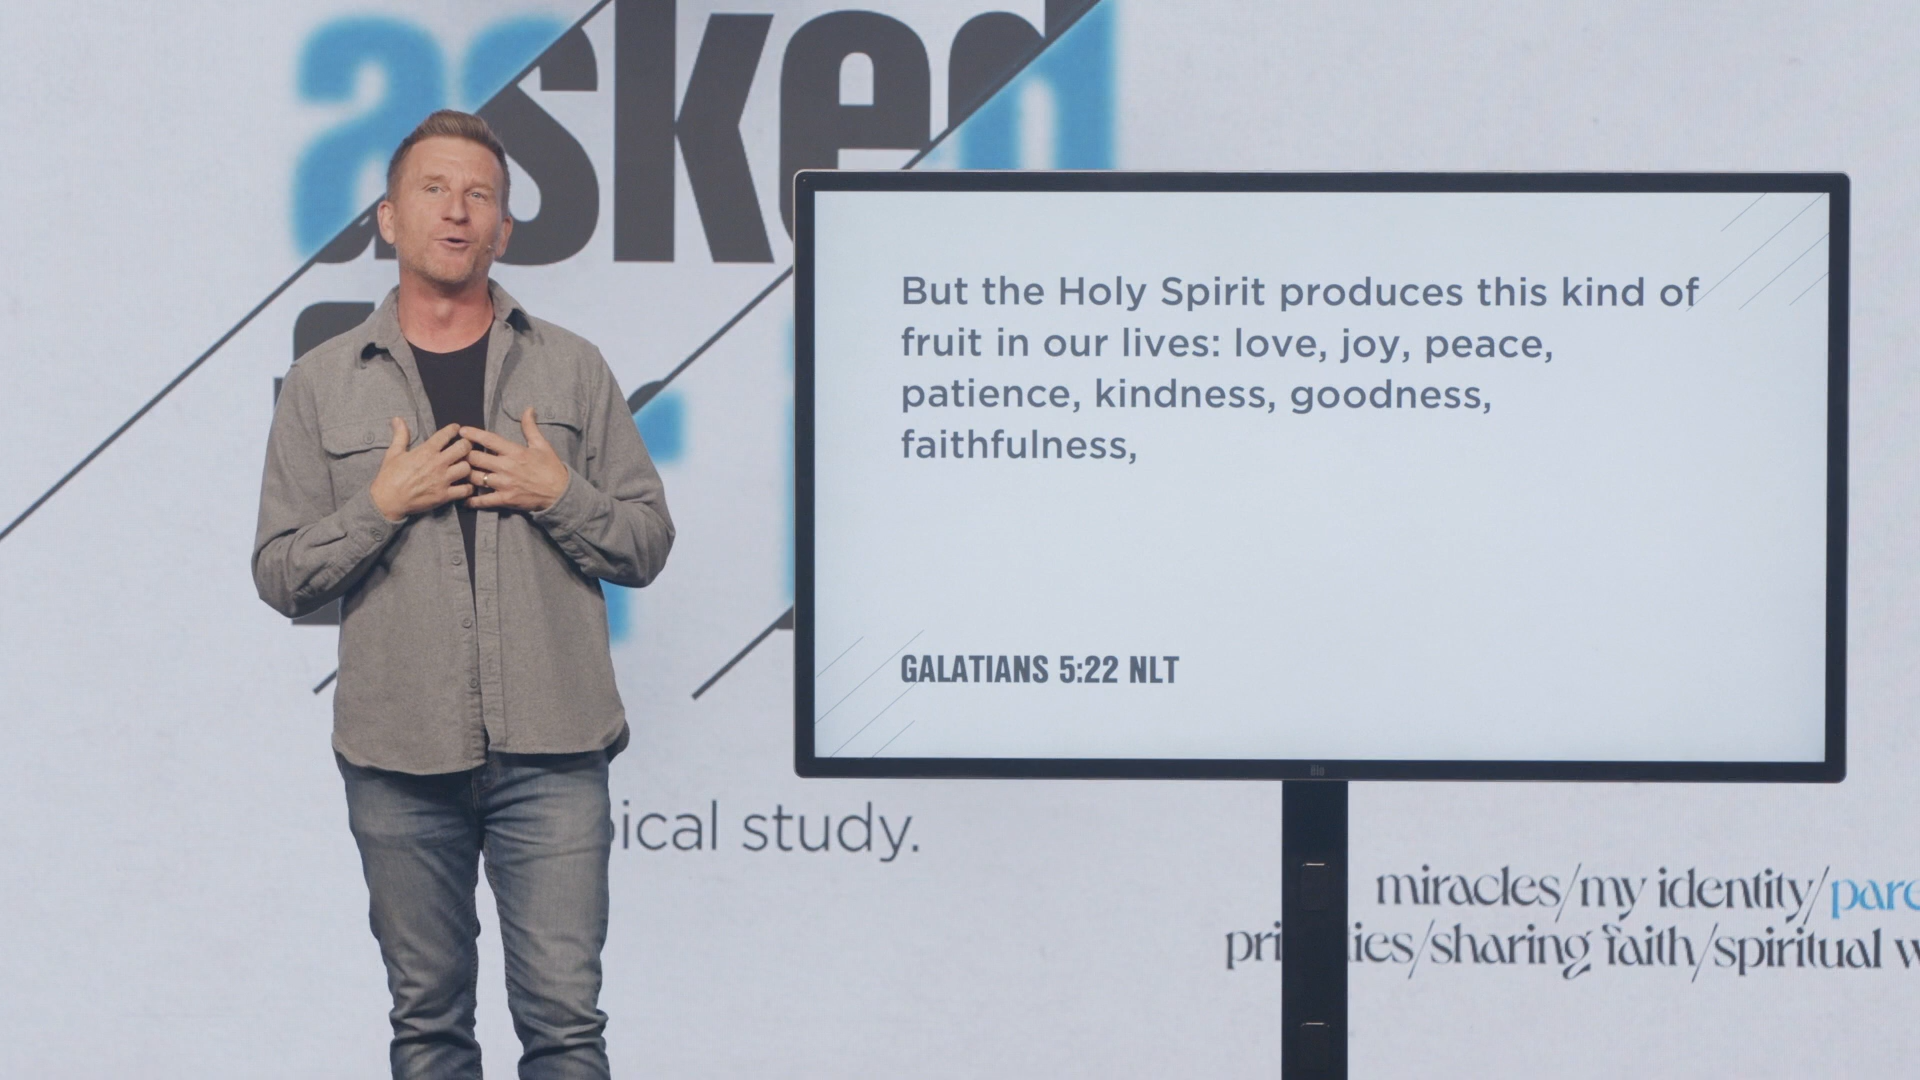 asked
But the Holy Spirit produces this kind of
fruit in our lives: love, joy, peace,
patience, kindness, goodness,
faithfulness,
GALATIANS 5:22 NLT
study.
miracles/my identity/
/sharing faith/spiritual